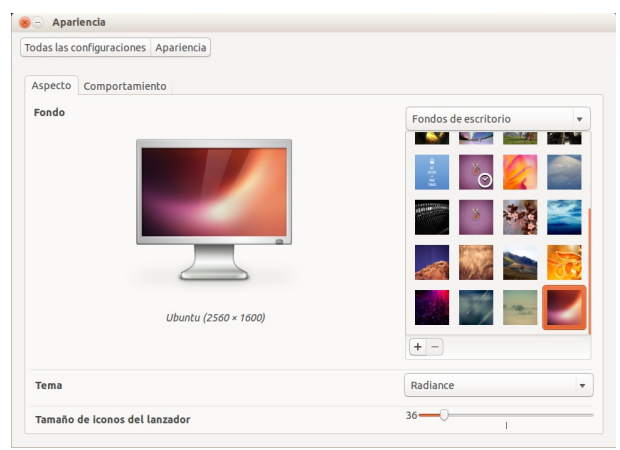 Apariencia
Todas las configuraciones Apariencia
Aspecto Comportamiento
Fondo
Fondos de escritorio
Ubuntu (2560 × 1600)
Tema
Radiance
Tamaño de iconos del lanzador
36